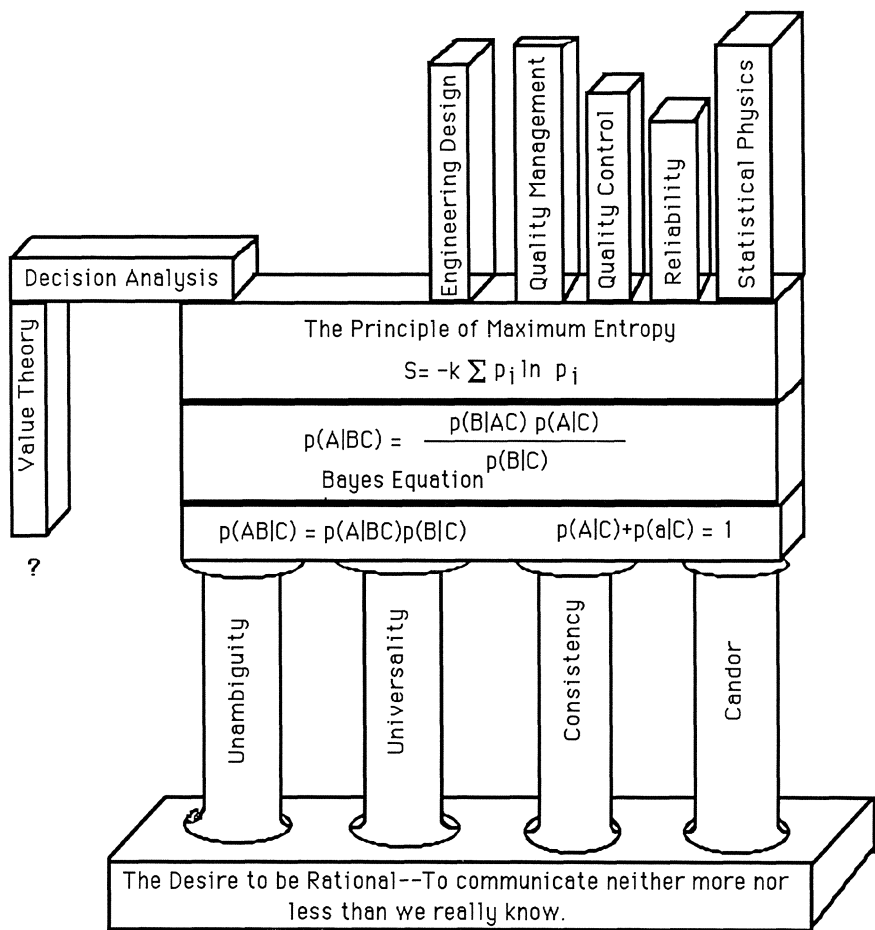 Engineering Design
Quality Management
Quality Control
Reliability
Statistical Physics
Decision Analysis
Value Theory
?
The Principle of Maximum Entropy
S= -k ∑ pᵢ ln pᵢ
p(A|BC) = p(B|AC) p(A|C) / p(B|C)
Bayes Equation
p(AB|C) = p(A|BC)p(B|C) p(A|C)+p(a|C) = 1
Unambiguity
Universality
Consistency
Candor
The Desire to be Rational--To communicate neither more nor
less than we really know.